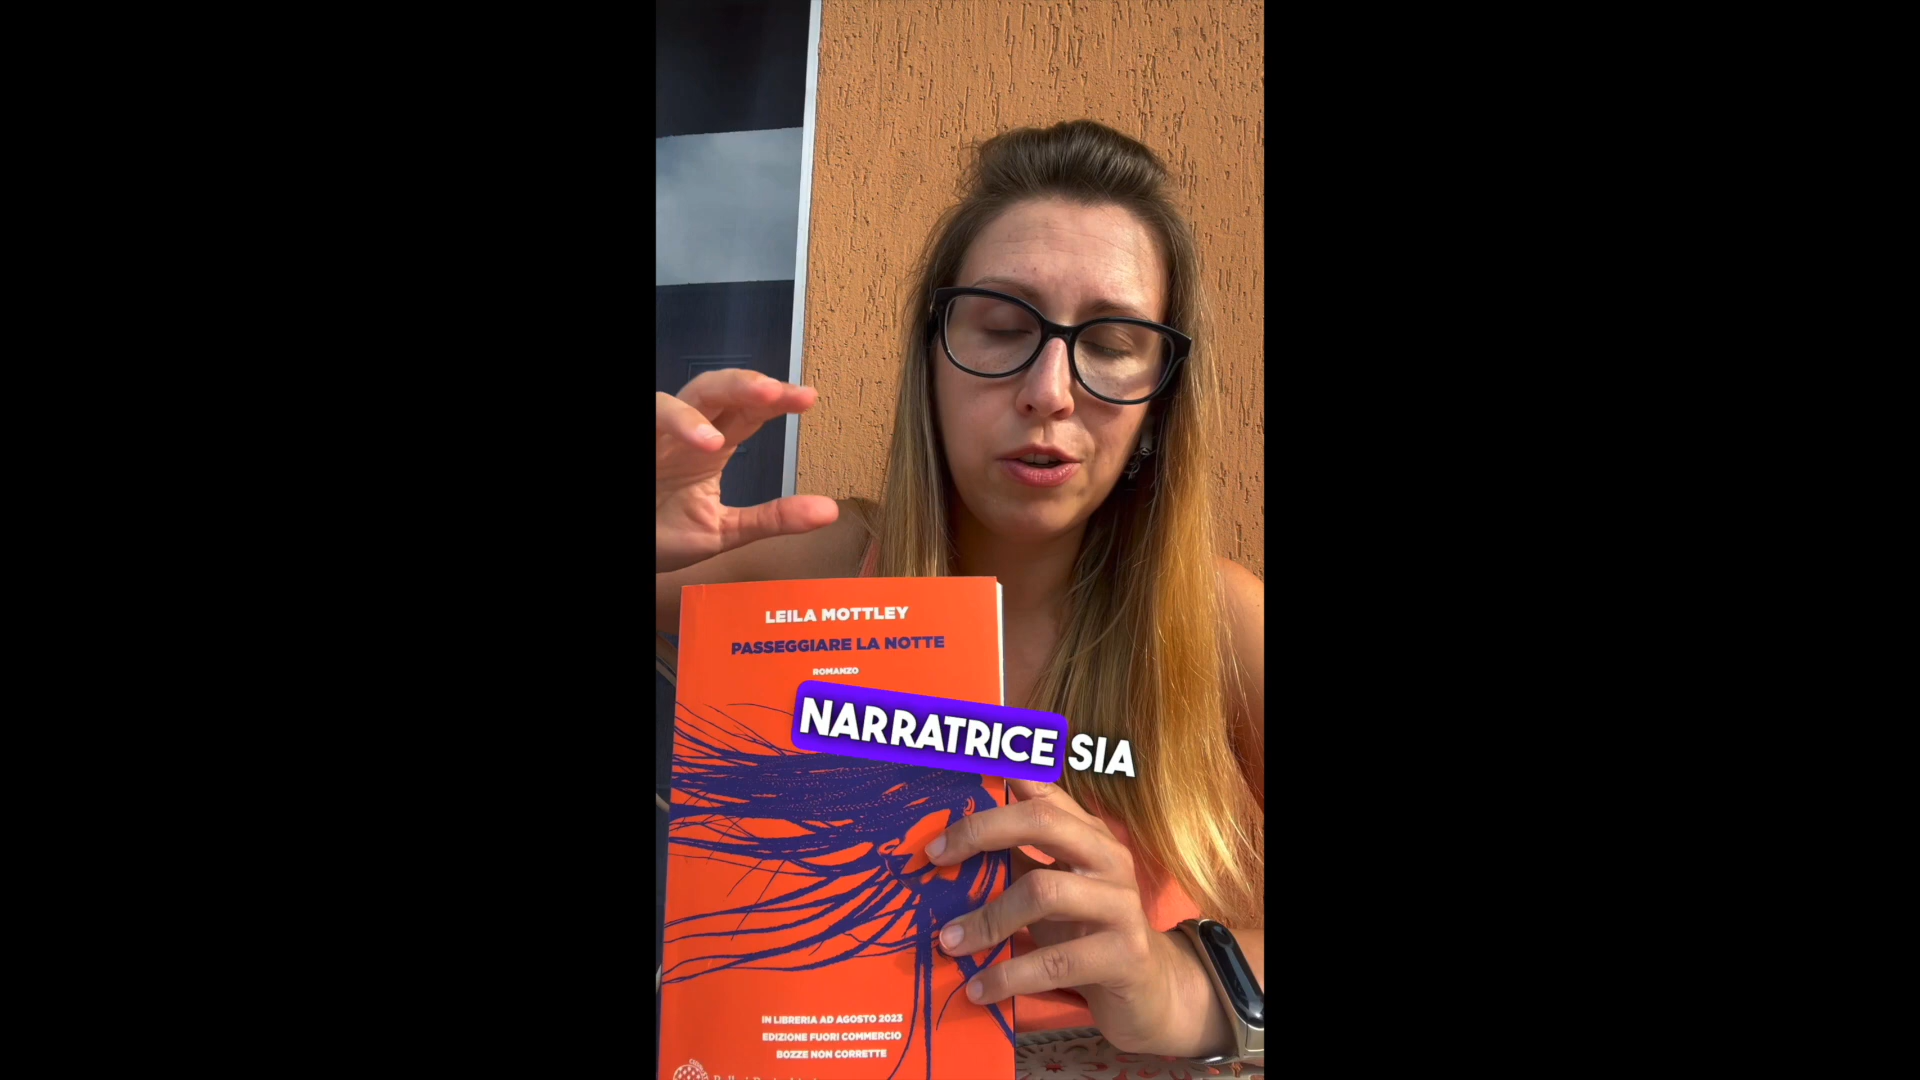 LEILA MOTTLEY
PASSEGGIARE LA NOTTE
ROMANZO
NARRATRICE SIA
IN LIBRERIA AD AGOSTO 2023
EDIZIONE FUORI COMMERCIO
BOZZE NON CORRETTE